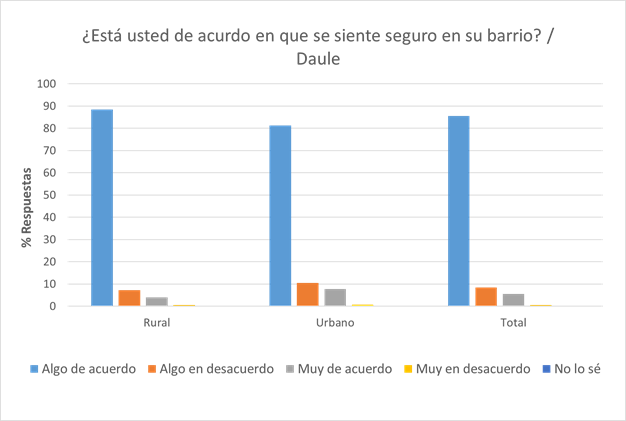 ¿Está usted de acurdo en que se siente seguro en su barrio? /
Daule
100
90
80
70
60
50
40
30
20
10
0
% Respuestas
Rural
Urbano
Total
Algo de acuerdo
Algo en desacuerdo
Muy de acuerdo
Muy en desacuerdo
No lo sé